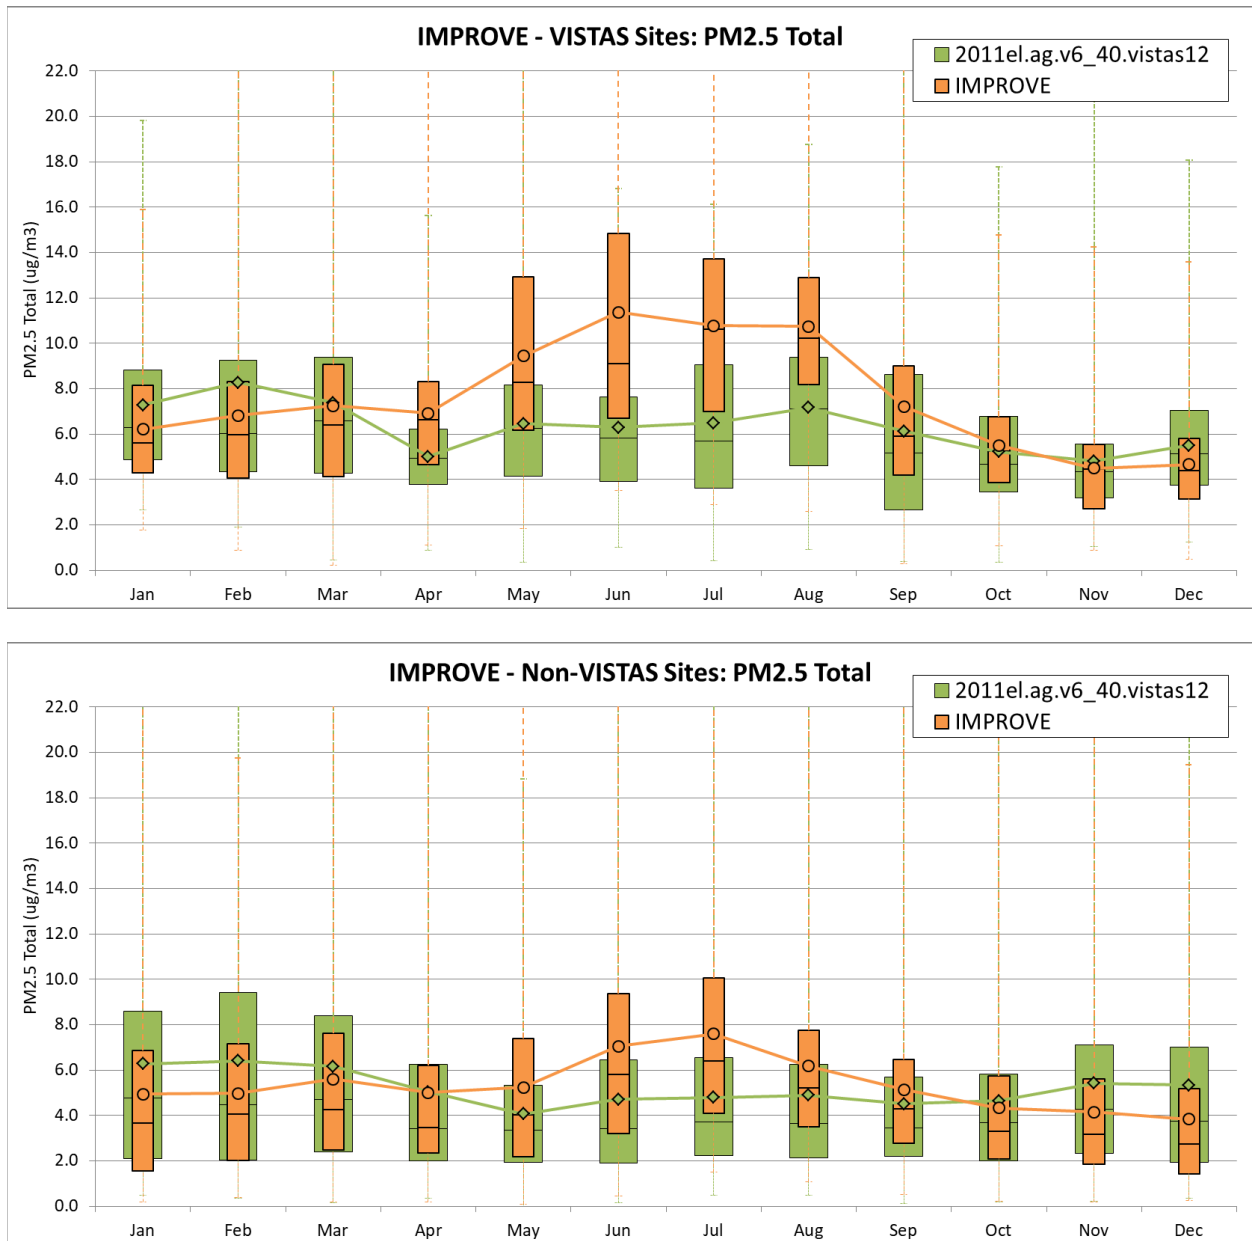 IMPROVE - VISTAS Sites: PM2.5 Total
2011el.ag.v6_40.vistas12
IMPROVE
PM2.5 Total (ug/m3)
22.0
20.0
18.0
16.0
14.0
12.0
10.0
8.0
6.0
4.0
2.0
0.0
Jan Feb Mar Apr May Jun Jul Aug Sep Oct Nov Dec
IMPROVE - Non-VISTAS Sites: PM2.5 Total
2011el.ag.v6_40.vistas12
IMPROVE
PM2.5 Total (ug/m3)
22.0
20.0
18.0
16.0
14.0
12.0
10.0
8.0
6.0
4.0
2.0
0.0
Jan Feb Mar Apr May Jun Jul Aug Sep Oct Nov Dec